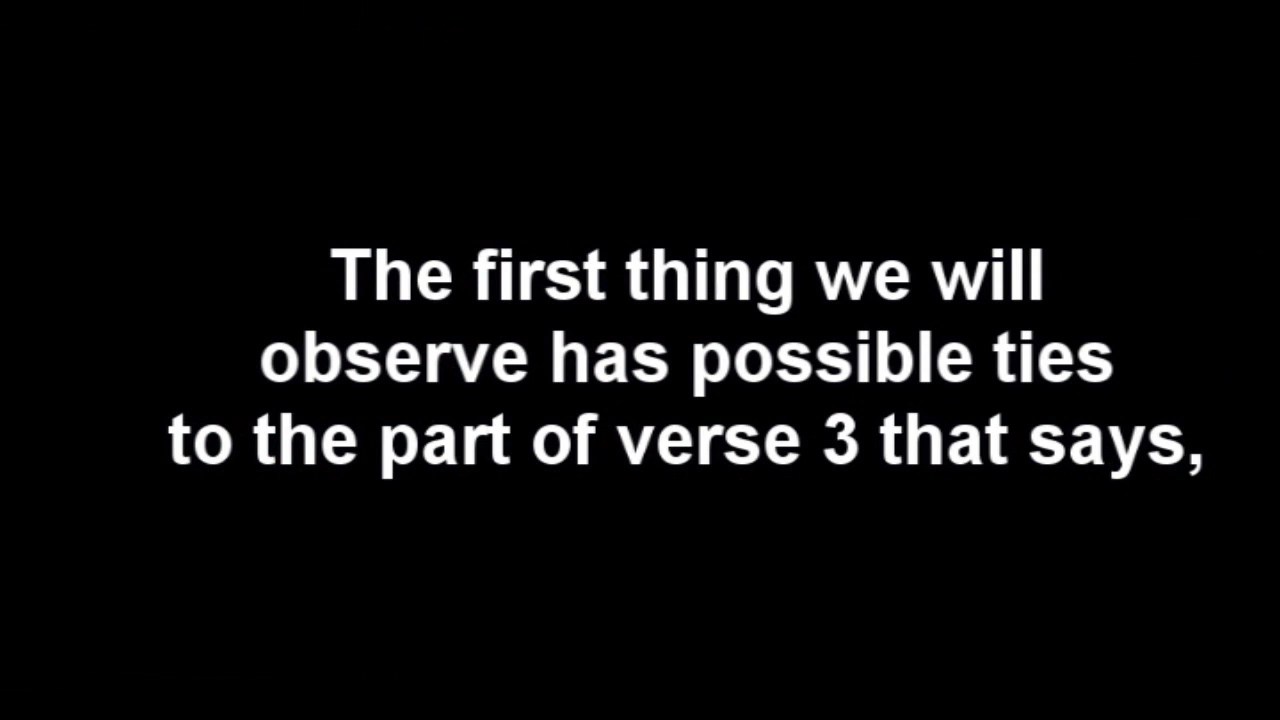 The first thing we will
observe has possible ties
to the part of verse 3 that says,